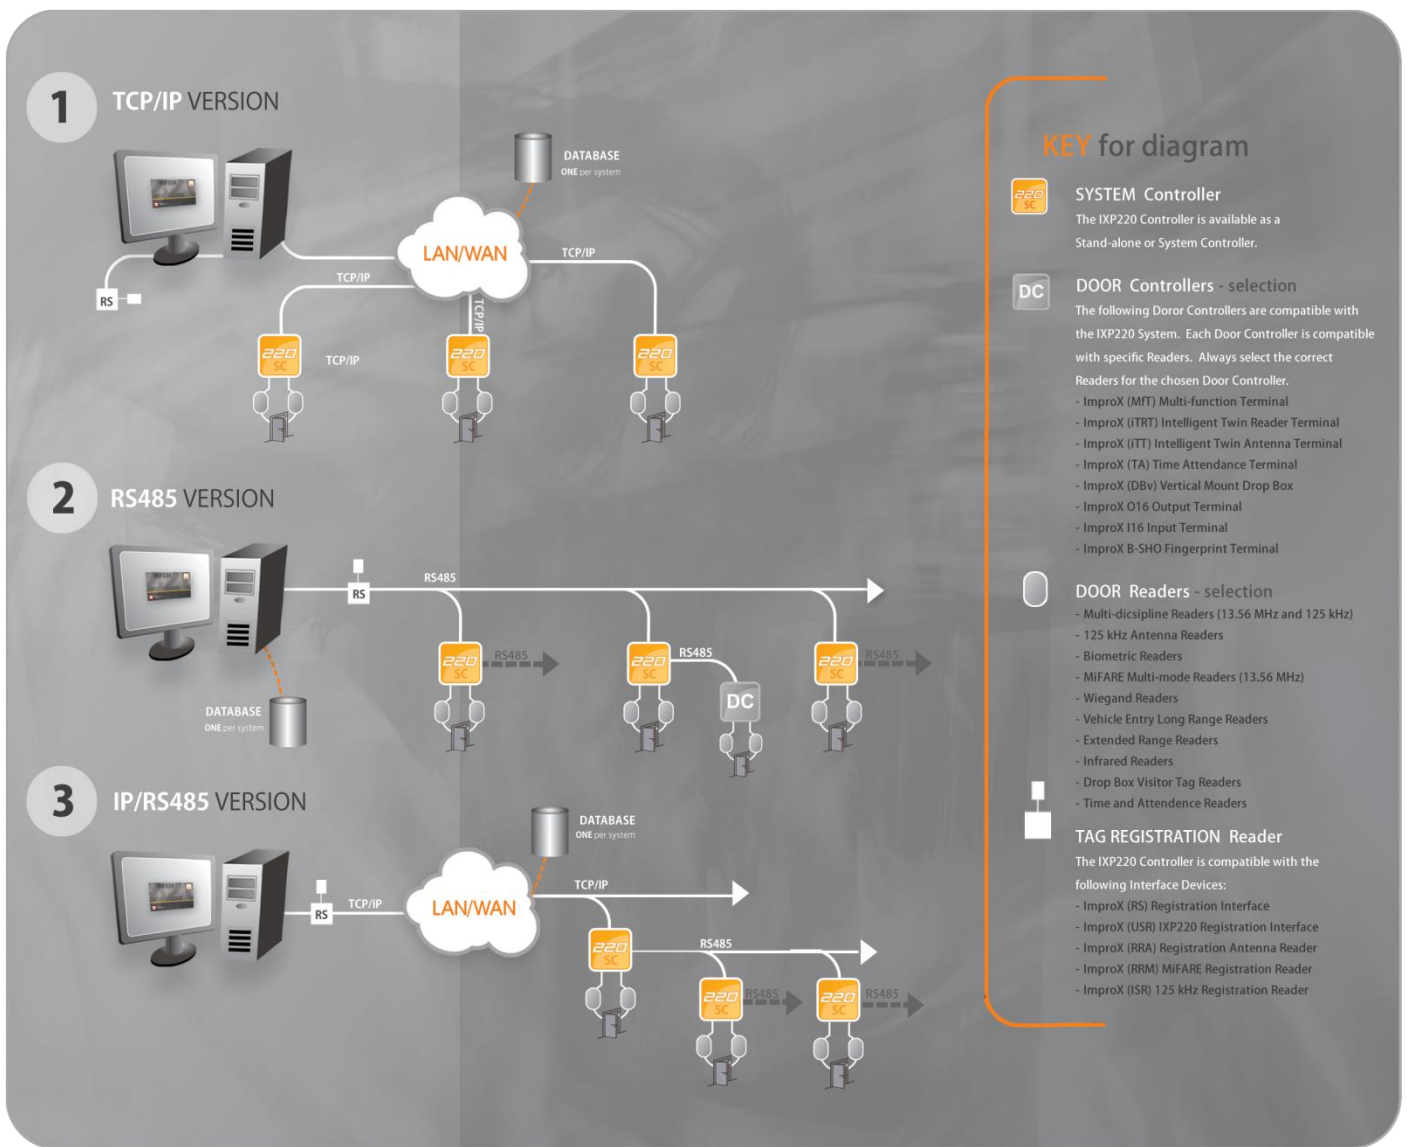 1
TCP/IP VERSION
DATABASE
ONE per system
LAN/WAN
TCP/IP
TCP/IP
TCP/IP
RS
220
SC
TCP/IP
220
SC
220
SC
2
RS485 VERSION
RS485
RS
220
SC
RS485
220
SC
RS485
DC
220
SC
RS485
DATABASE
ONE per system
3
IP/RS485 VERSION
DATABASE
ONE per system
RS
TCP/IP
LAN/WAN
TCP/IP
220
SC
RS485
220
SC
RS485
220
SC
RS485
KEY for diagram
220
SC
SYSTEM Controller
The IXP220 Controller is available as a
Stand-alone or System Controller.
DC
DOOR Controllers - selection
The following Doror Controllers are compatible with
the IXP220 System. Each Door Controller is compatible
with specific Readers. Always select the correct
Readers for the chosen Door Controller.
- ImproX (MfT) Multi-function Terminal
- ImproX (iTRT) Intelligent Twin Reader Terminal
- ImproX (iTT) Intelligent Twin Antenna Terminal
- ImproX (TA) Time Attendance Terminal
- ImproX (DBv) Vertical Mount Drop Box
- ImproX O16 Output Terminal
- ImproX I16 Input Terminal
- ImproX B-SHO Fingerprint Terminal
DOOR Readers - selection
- Multi-dicsipline Readers (13.56 MHz and 125 kHz)
- 125 kHz Antenna Readers
- Biometric Readers
- MiFARE Multi-mode Readers (13.56 MHz)
- Wiegand Readers
- Vehicle Entry Long Range Readers
- Extended Range Readers
- Infrared Readers
- Drop Box Visitor Tag Readers
- Time and Attendence Readers
TAG REGISTRATION Reader
The IXP220 Controller is compatible with the
following Interface Devices:
- ImproX (RS) Registration Interface
- ImproX (USR) IXP220 Registration Interface
- ImproX (RRA) Registration Antenna Reader
- ImproX (RRM) MiFARE Registration Reader
- ImproX (ISR) 125 kHz Registration Reader